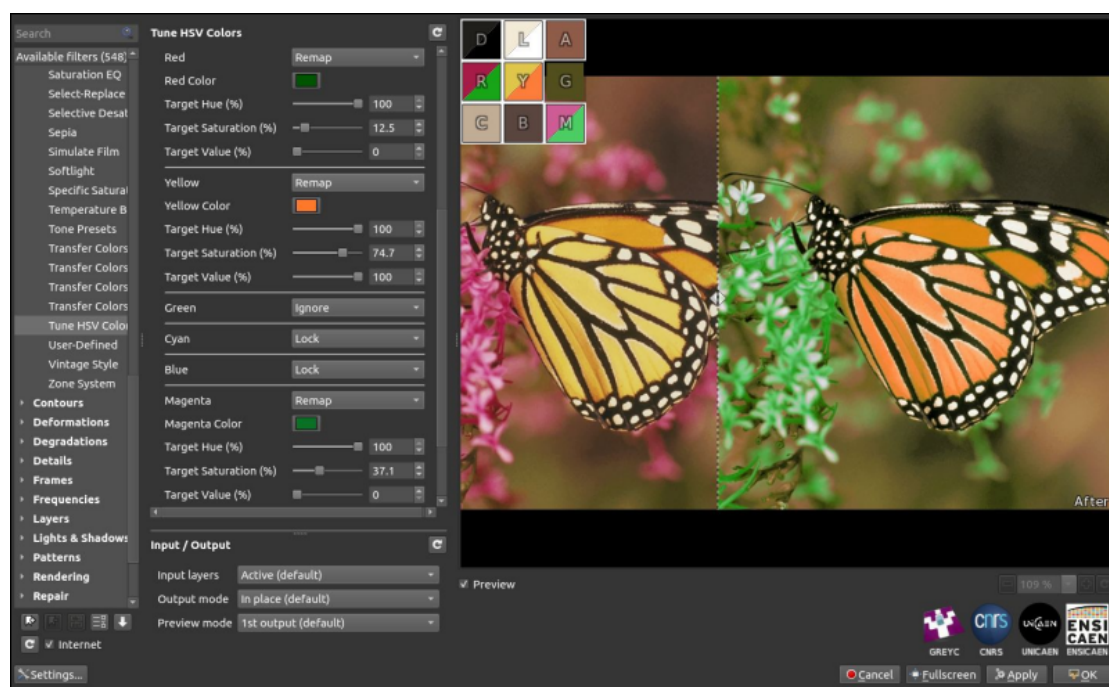 Search
Available filters (548)
Saturation EQ
Select-Replace
Selective Desat
Sepia
Simulate Film
Softlight
Specific Saturat
Temperature B
Tone Presets
Transfer Colors
Transfer Colors
Transfer Colors
Transfer Colors
Tune HSV Color
User-Defined
Vintage Style
Zone System
Contours
Deformations
Degradations
Details
Frames
Frequencies
Layers
Lights & Shadows
Patterns
Rendering
Repair
Internet
Settings...
Tune HSV Colors
Red Remap
Red Color
Target Hue (%) 100
Target Saturation (%) 12.5
Target Value (%) 0
Yellow Remap
Yellow Color
Target Hue (%) 100
Target Saturation (%) 74.7
Target Value (%) 100
Green Ignore
Cyan Lock
Blue Lock
Magenta Remap
Magenta Color
Target Hue (%) 100
Target Saturation (%) 37.1
Target Value (%) 0
Input / Output
Input layers Active (default)
Output mode In place (default)
Preview mode 1st output (default)
D L A
R Y G
C B M
After
Preview
109 %
cnrs UNICAEN ENSI
CAEN
GREYC CNRS UNICAEN ENSICAEN
Cancel Fullscreen Apply OK